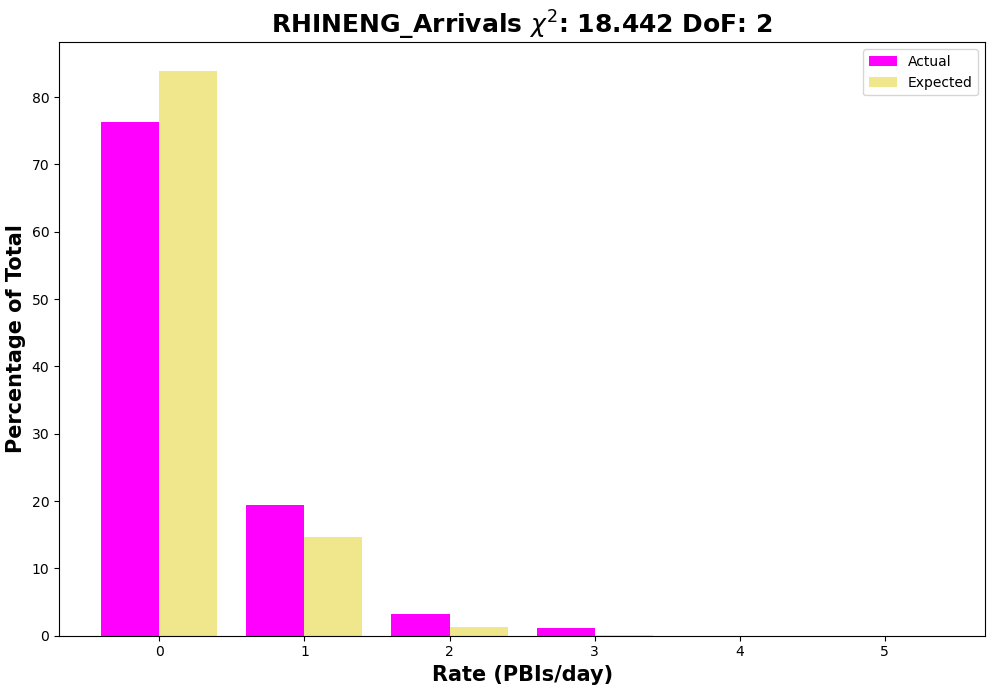 RHINENG_Arrivals χ²: 18.442 DoF: 2
Actual
Expected
Percentage of Total
80
70
60
50
40
30
20
10
0
0 1 2 3 4 5
Rate (PBIs/day)